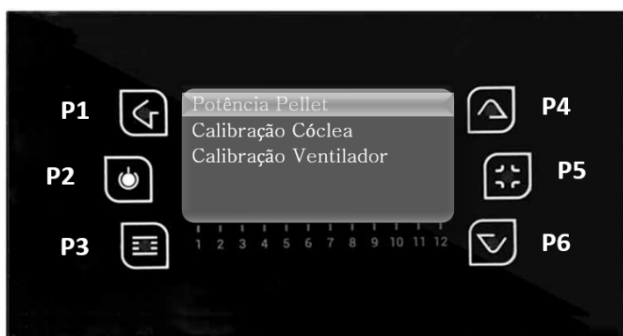 P1
P2
P3
Potência Pellet
Calibração Cóclea
Calibração Ventilador
1 2 3 4 5 6 7 8 9 10 11 12
P4
P5
P6